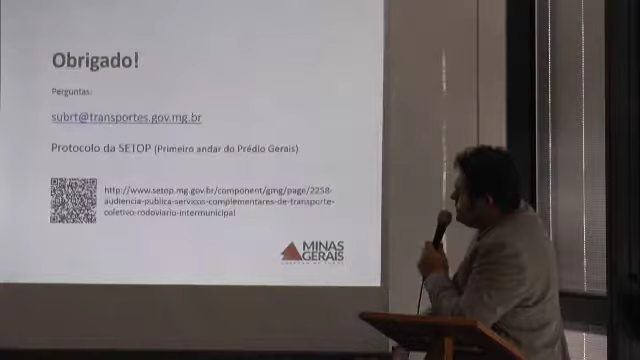 Obrigado!
Perguntas:
subrt@transportes.gov.mg.br
Protocolo da SETOP (Primeiro andar do Prédio Gerais)
http://www.setop.mg.gov.br/component/gmg/page/2258-
audiencia-publica-servicos-complementares-de-transporte-
coletivo-rodoviario-intermunicipal
MINAS
GERAIS